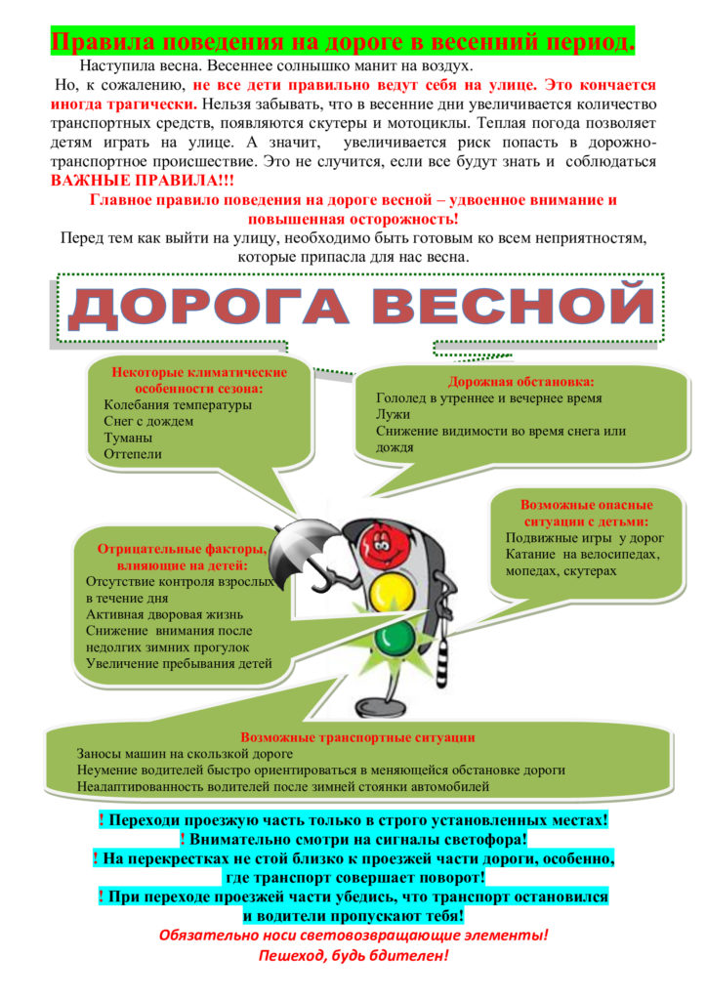 Правила поведения на дороге в весенний период.
Наступила весна. Весеннее солнышко манит на воздух.
Но, к сожалению, не все дети правильно ведут себя на улице. Это кончается
иногда трагически. Нельзя забывать, что в весенние дни увеличивается количество
транспортных средств, появляются скутеры и мотоциклы. Теплая погода позволяет
детям играть на улице. А значит, увеличивается риск попасть в дорожно-
транспортное происшествие. Это не случится, если все будут знать и соблюдаться
ВАЖНЫЕ ПРАВИЛА!!!
Главное правило поведения на дороге весной – удвоенное внимание и
повышенная осторожность!
Перед тем как выйти на улицу, необходимо быть готовым ко всем неприятностям,
которые припасла для нас весна.
ДОРОГА ВЕСНОЙ
Некоторые климатические
особенности сезона:
Колебания температуры
Снег с дождем
Туманы
Оттепели
Дорожная обстановка:
Гололед в утреннее и вечернее время
Лужи
Снижение видимости во время снега или
дождя
Возможные опасные
ситуации с детьми:
Подвижные игры у дорог
Катание на велосипедах,
мопедах, скутерах
Отрицательные факторы,
влияющие на детей:
Отсутствие контроля взрослых
в течение дня
Активная дворовая жизнь
Снижение внимания после
недолгих зимних прогулок
Увеличение пребывания детей
Возможные транспортные ситуации
Заносы машин на скользкой дороге
Неумение водителей быстро ориентироваться в меняющейся обстановке дороги
Неадаптированность водителей после зимней стоянки автомобилей
! Переходи проезжую часть только в строго установленных местах!
! Внимательно смотри на сигналы светофора!
! На перекрестках не стой близко к проезжей части дороги, особенно,
где транспорт совершает поворот!
! При переходе проезжей части убедись, что транспорт остановился
и водители пропускают тебя!
Обязательно носи световозвращающие элементы!
Пешеход, будь бдителен!